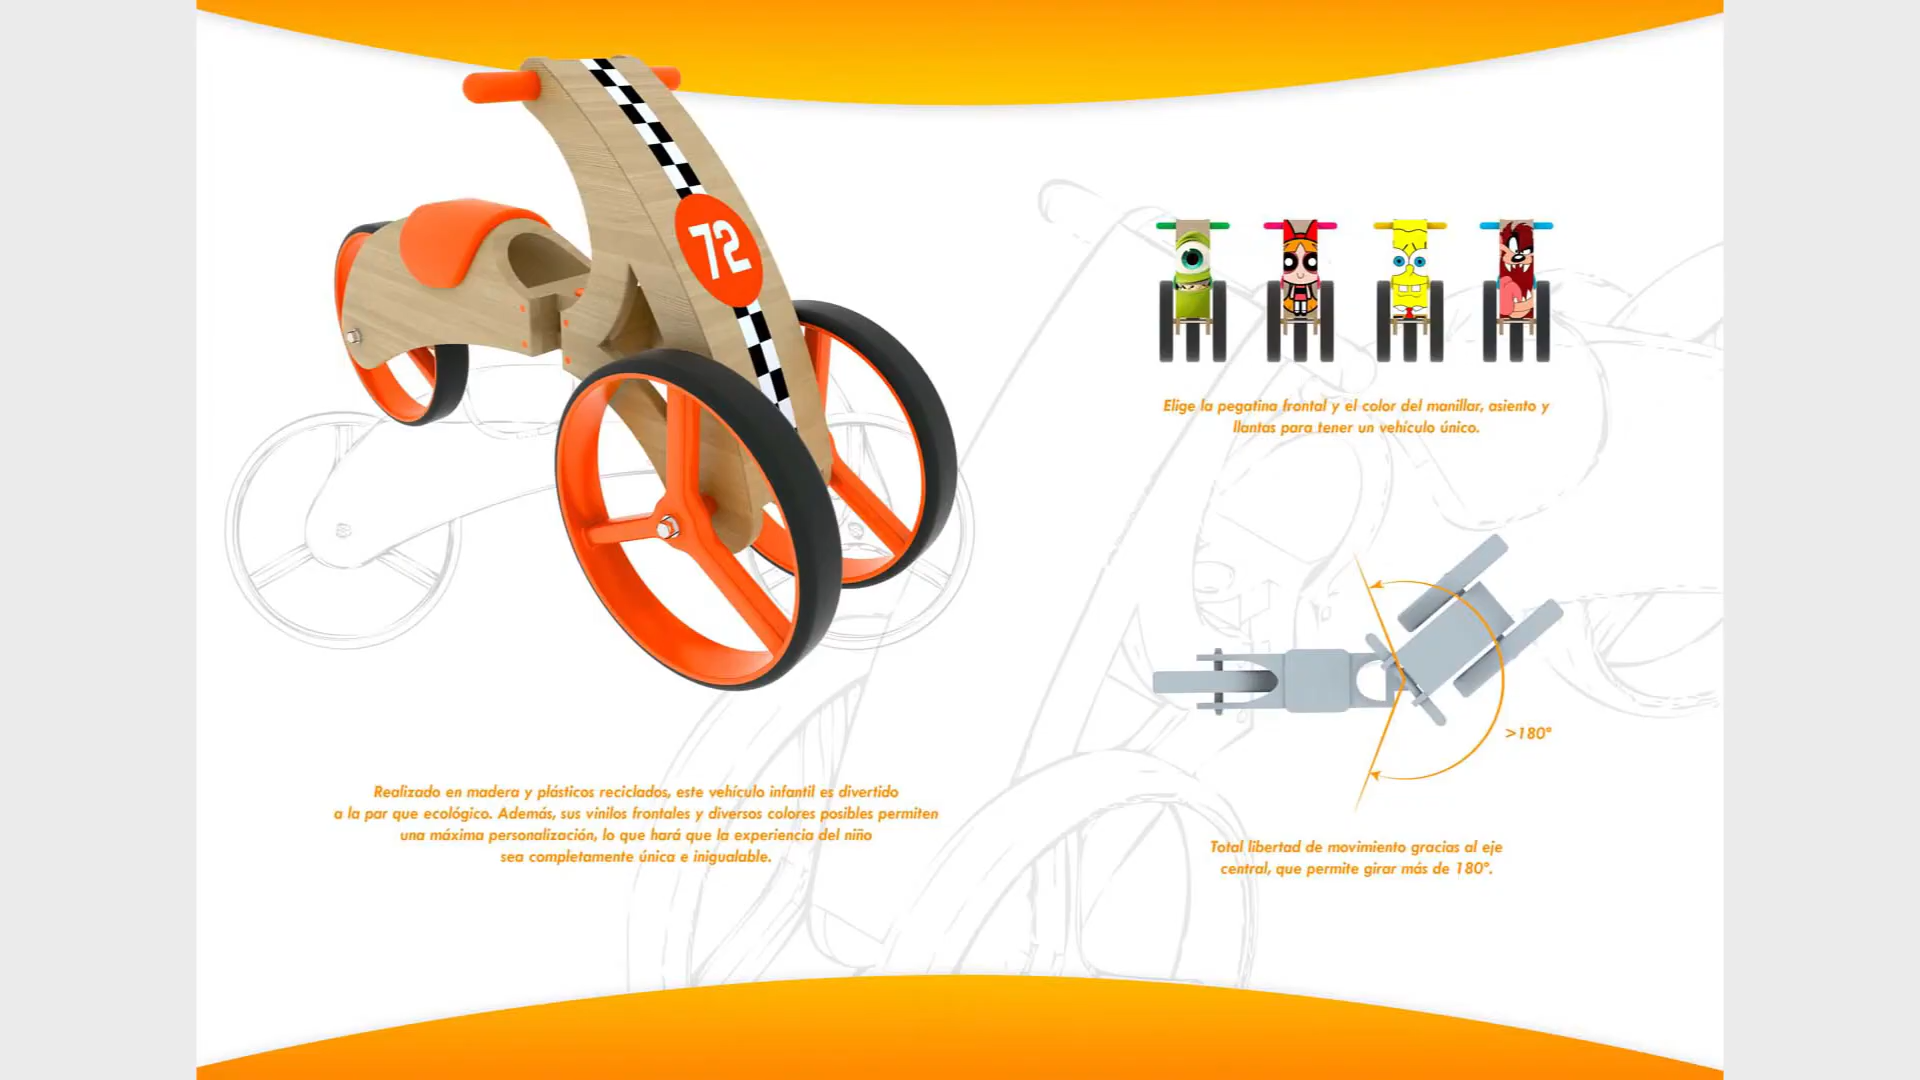 72
Elige la pegatina frontal y el color del manillar, asiento y
llantas para tener un vehículo único.
>180°
Realizado en madera y plásticos reciclados, este vehículo infantil es divertido
a la par que ecológico. Además, sus vinilos frontales y diversos colores posibles permiten
una máxima personalización, lo que hará que la experiencia del niño
sea completamente única e inigualable.
Total libertad de movimiento gracias al eje
central, que permite girar más de 180°.